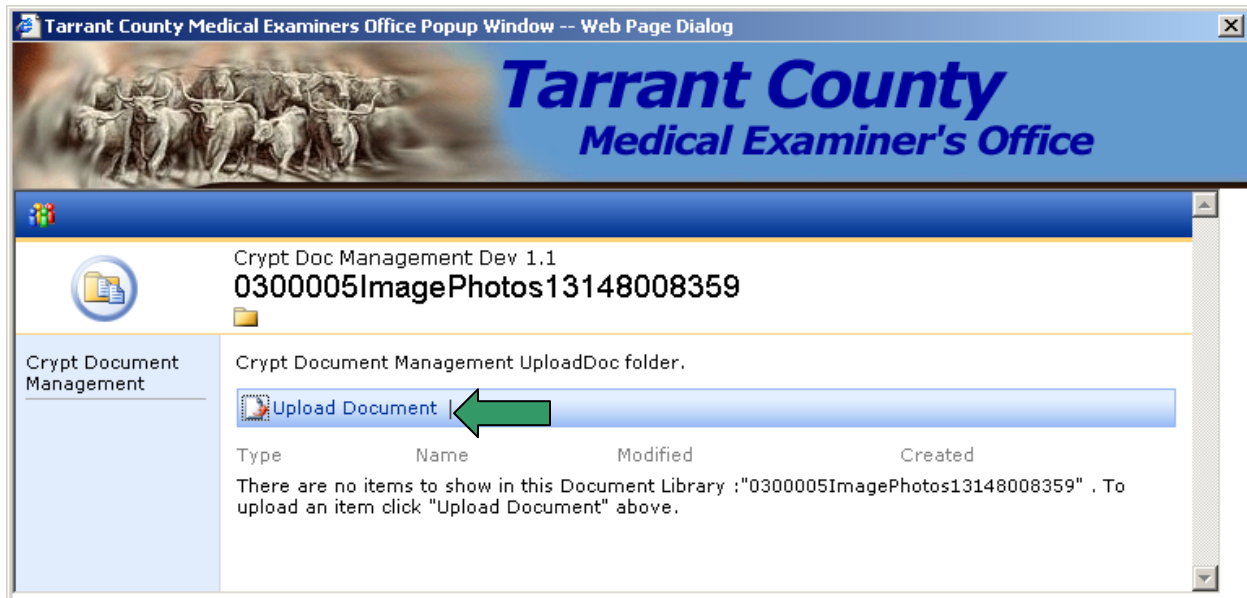 Tarrant County Medical Examiners Office Popup Window -- Web Page Dialog
Tarrant County
Medical Examiner's Office
Crypt Doc Management Dev 1.1
0300005ImagePhotos13148008359
Crypt Document
Management
Crypt Document Management UploadDoc folder.
Upload Document |
Type Name Modified Created
There are no items to show in this Document Library :"0300005ImagePhotos13148008359" . To
upload an item click "Upload Document" above.